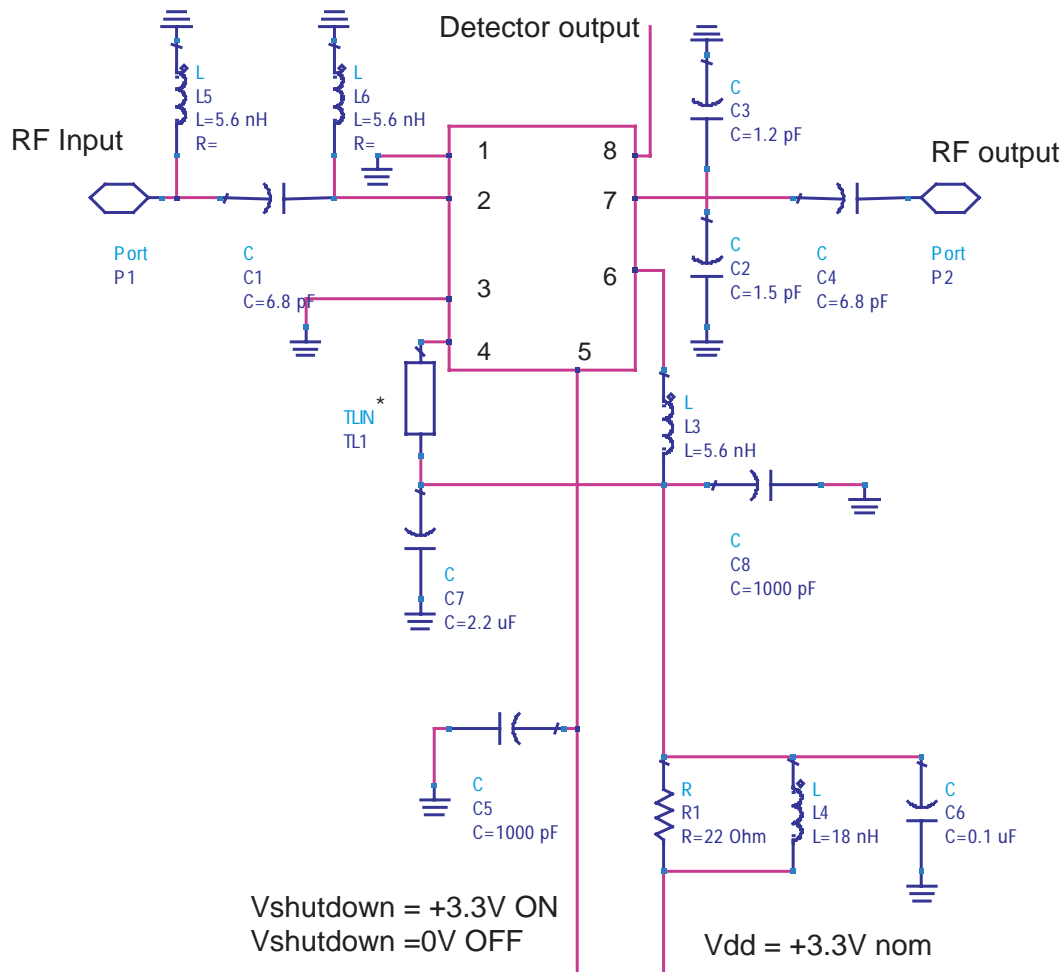 Detector output
L
L5
L=5.6 nH
R=
L
L6
L=5.6 nH
R=
C
C3
C=1.2 pF
RF Input
RF output
1
2
3
4
5
6
7
8
Port
P1
C
C1
C=6.8 pF
C
C2
C=1.5 pF
C
C4
C=6.8 pF
Port
P2
TLIN*
TL1
L
L3
L=5.6 nH
C
C7
C=2.2 uF
C
C8
C=1000 pF
C
C5
C=1000 pF
R
R1
R=22 Ohm
L
L4
L=18 nH
C
C6
C=0.1 uF
Vshutdown = +3.3V ON
Vshutdown =0V OFF
Vdd = +3.3V nom